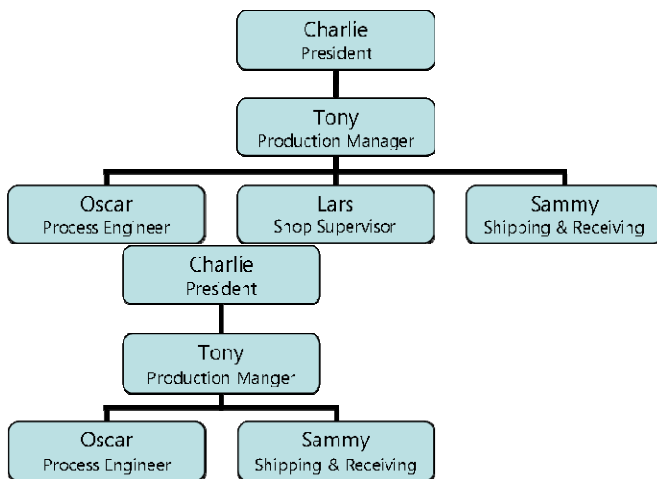 Charlie
President
Tony
Production Manager
Oscar
Process Engineer
Lars
Shop Supervisor
Sammy
Shipping & Receiving
Charlie
President
Tony
Production Manger
Oscar
Process Engineer
Sammy
Shipping & Receiving